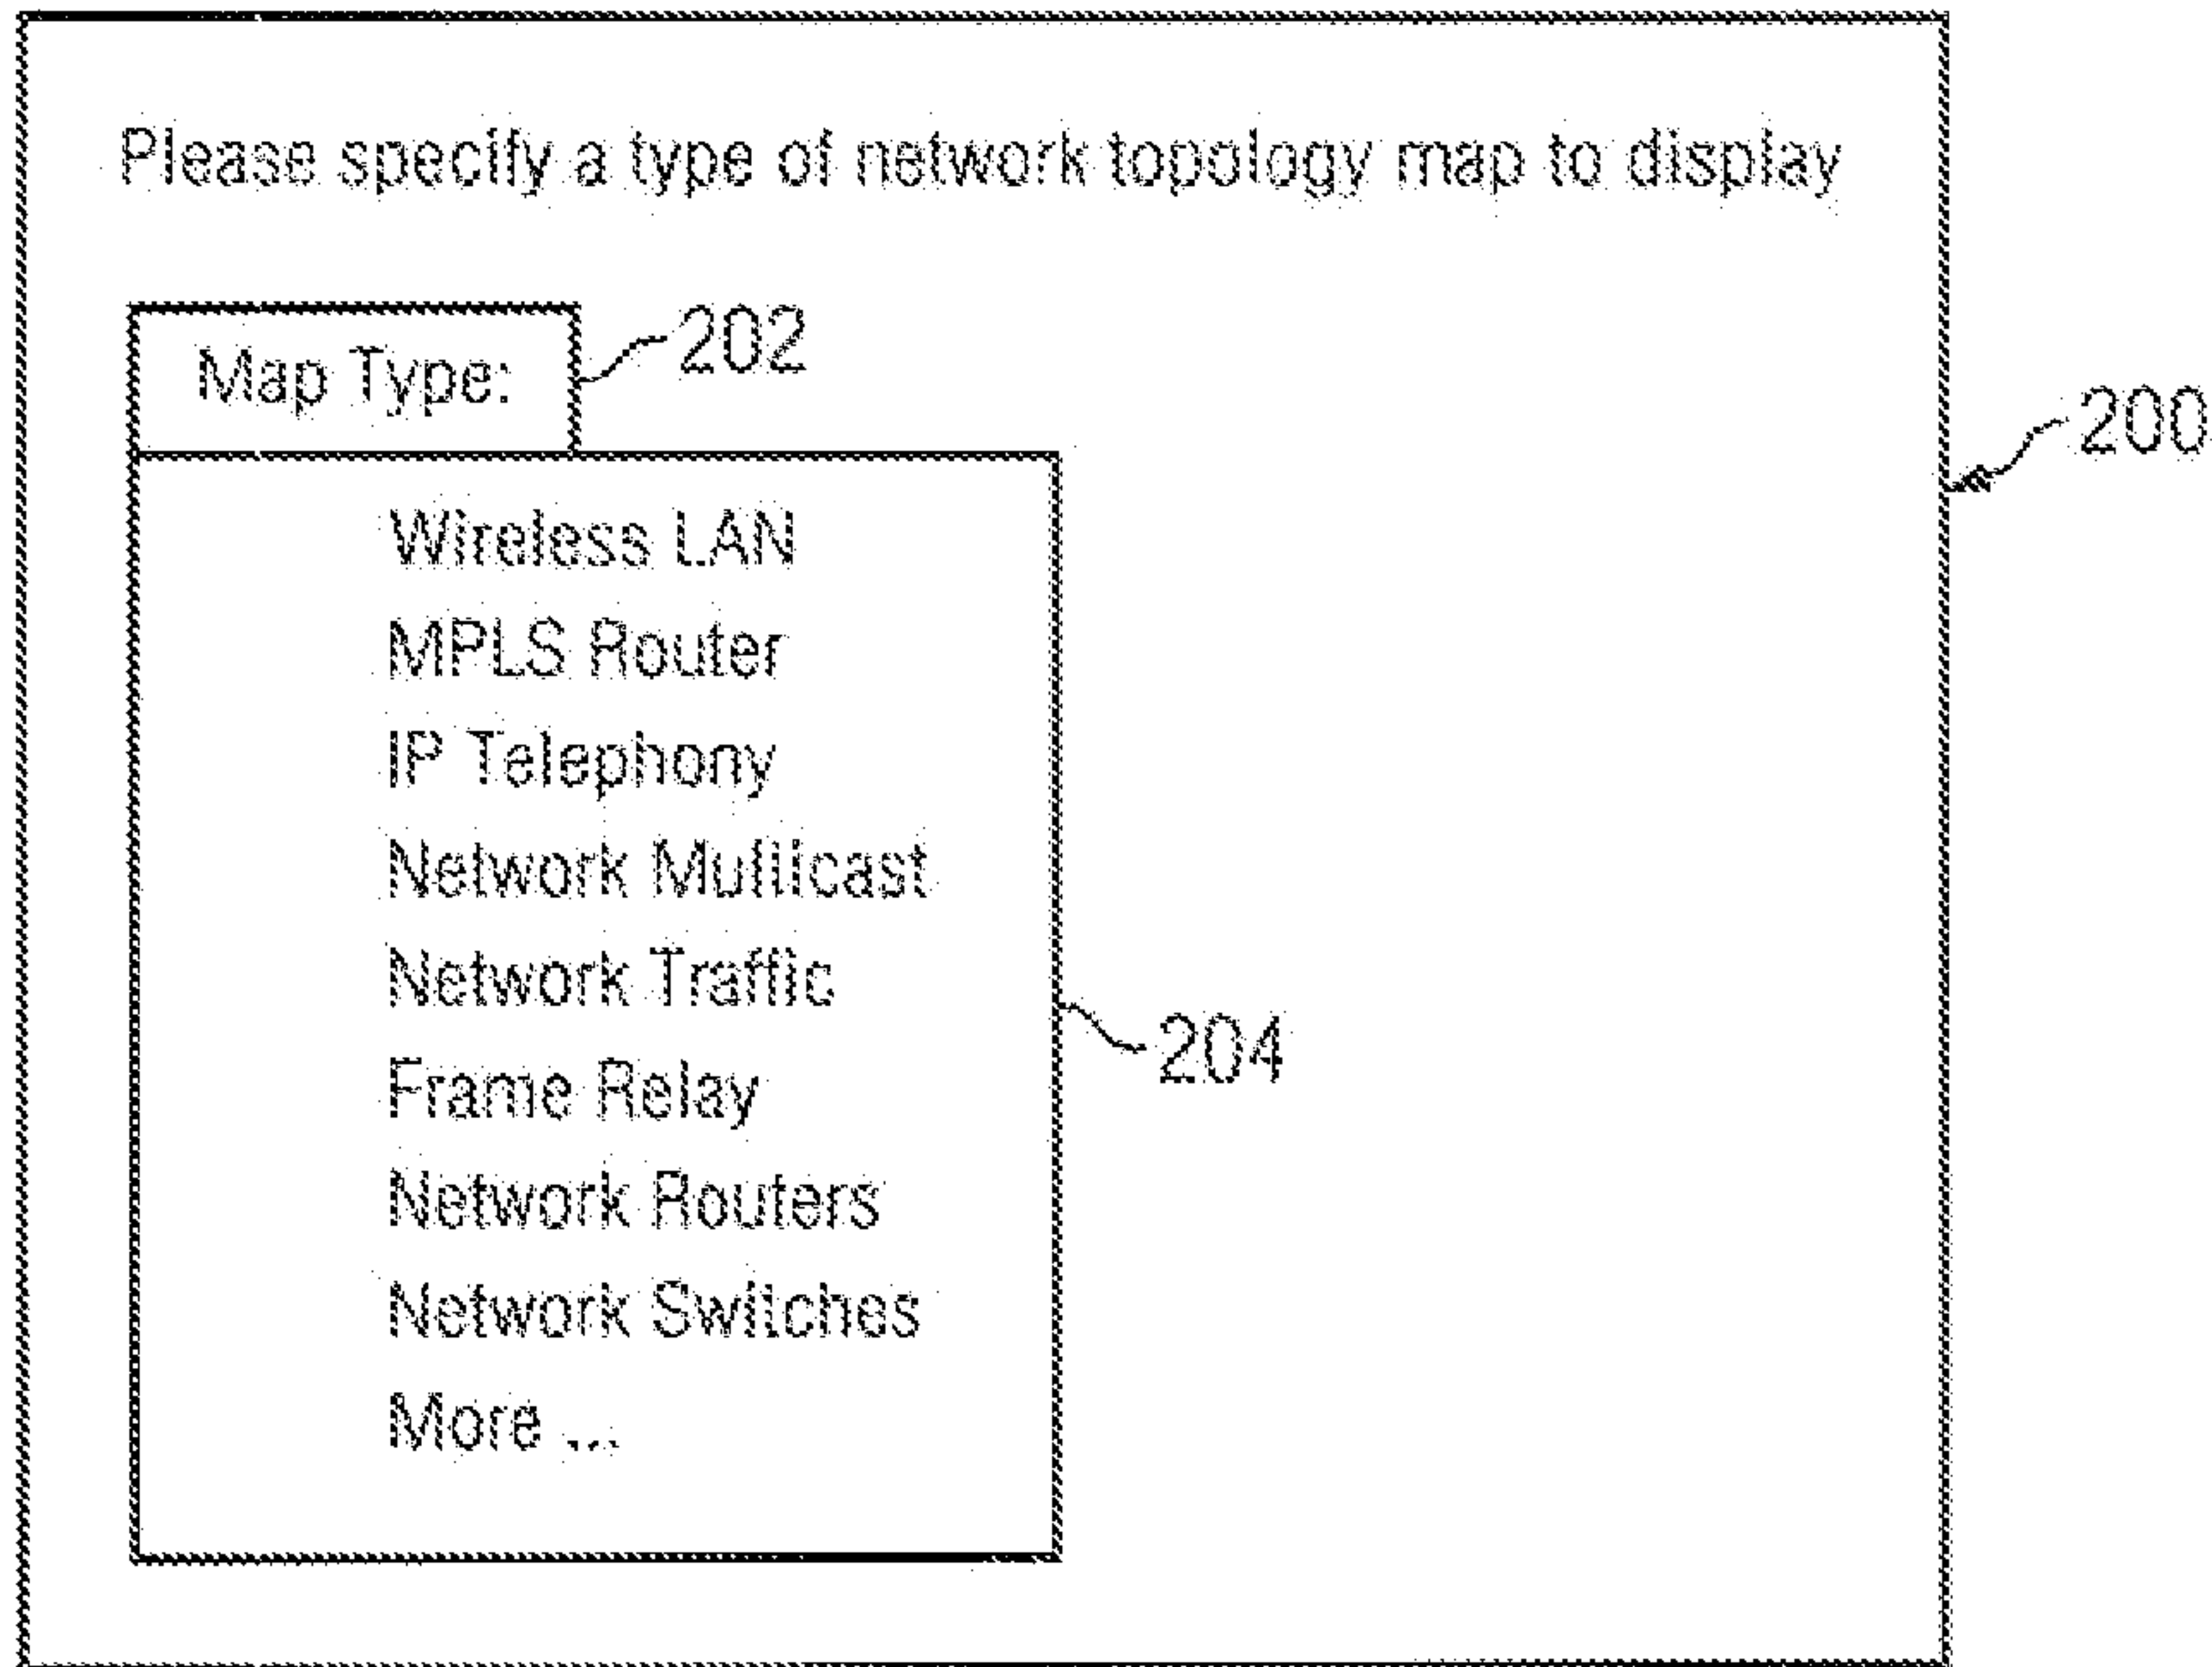 Please specify a type of network topology map to display
Map Type:
202
200
Wireless LAN
MPLS Router
IP Telephony
Network Multicast
Network Traffic
204
Frame Relay
Network Routers
Network Switches
More ...